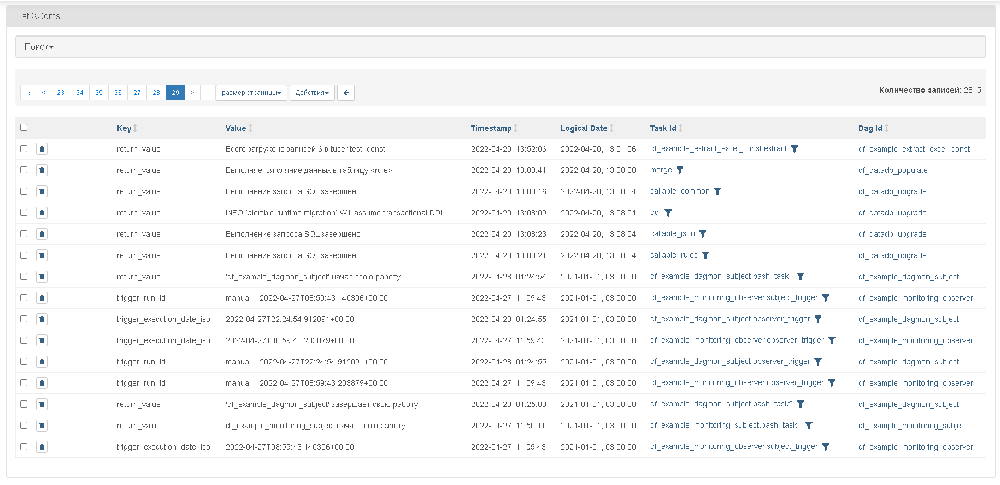 List XComs
Поиск
« < 23 24 25 26 27 28 29 > » размер страницы Действия Количество записей: 2815
Key Value Timestamp Logical Date Task Id Dag Id
return_value Всего загружено записей 6 в tuser.test_const 2022-04-20, 13:52:06 2022-04-20, 13:51:56 df_example_extract_excel_const.extract df_example_extract_excel_const
return_value Выполняется сляние данных в таблицу <rule> 2022-04-20, 13:08:41 2022-04-20, 13:08:30 merge df_datadb_populate
return_value Выполнение запроса SQL завершено. 2022-04-20, 13:08:16 2022-04-20, 13:08:04 callable_common df_datadb_upgrade
return_value INFO [alembic.runtime.migration] Will assume transactional DDL. 2022-04-20, 13:08:09 2022-04-20, 13:08:04 ddl df_datadb_upgrade
return_value Выполнение запроса SQL завершено. 2022-04-20, 13:08:23 2022-04-20, 13:08:04 callable_json df_datadb_upgrade
return_value Выполнение запроса SQL завершено. 2022-04-20, 13:08:21 2022-04-20, 13:08:04 callable_rules df_datadb_upgrade
return_value 'df_example_dagmon_subject' начал свою работу 2022-04-28, 01:24:54 2021-01-01, 03:00:00 df_example_dagmon_subject.bash_task1 df_example_dagmon_subject
trigger_run_id manual__2022-04-27T08:59:43.140306+00:00 2022-04-27, 11:59:43 2021-01-01, 03:00:00 df_example_monitoring_observer.subject_trigger df_example_monitoring_observer
trigger_execution_date_iso 2022-04-27T22:24:54.912091+00:00 2022-04-28, 01:24:55 2021-01-01, 03:00:00 df_example_dagmon_subject.observer_trigger df_example_dagmon_subject
trigger_execution_date_iso 2022-04-27T08:59:43.203879+00:00 2022-04-27, 11:59:43 2021-01-01, 03:00:00 df_example_monitoring_observer.observer_trigger df_example_monitoring_observer
trigger_run_id manual__2022-04-27T22:24:54.912091+00:00 2022-04-28, 01:24:55 2021-01-01, 03:00:00 df_example_dagmon_subject.observer_trigger df_example_dagmon_subject
trigger_run_id manual__2022-04-27T08:59:43.203879+00:00 2022-04-27, 11:59:43 2021-01-01, 03:00:00 df_example_monitoring_observer.observer_trigger df_example_monitoring_observer
return_value 'df_example_dagmon_subject' завершает свою работу 2022-04-28, 01:25:08 2021-01-01, 03:00:00 df_example_dagmon_subject.bash_task2 df_example_dagmon_subject
return_value df_example_monitoring_subject начал свою работу 2022-04-27, 11:50:11 2021-01-01, 03:00:00 df_example_monitoring_subject.bash_task1 df_example_monitoring_subject
trigger_execution_date_iso 2022-04-27T08:59:43.140306+00:00 2022-04-27, 11:59:43 2021-01-01, 03:00:00 df_example_monitoring_observer.subject_trigger df_example_monitoring_observer